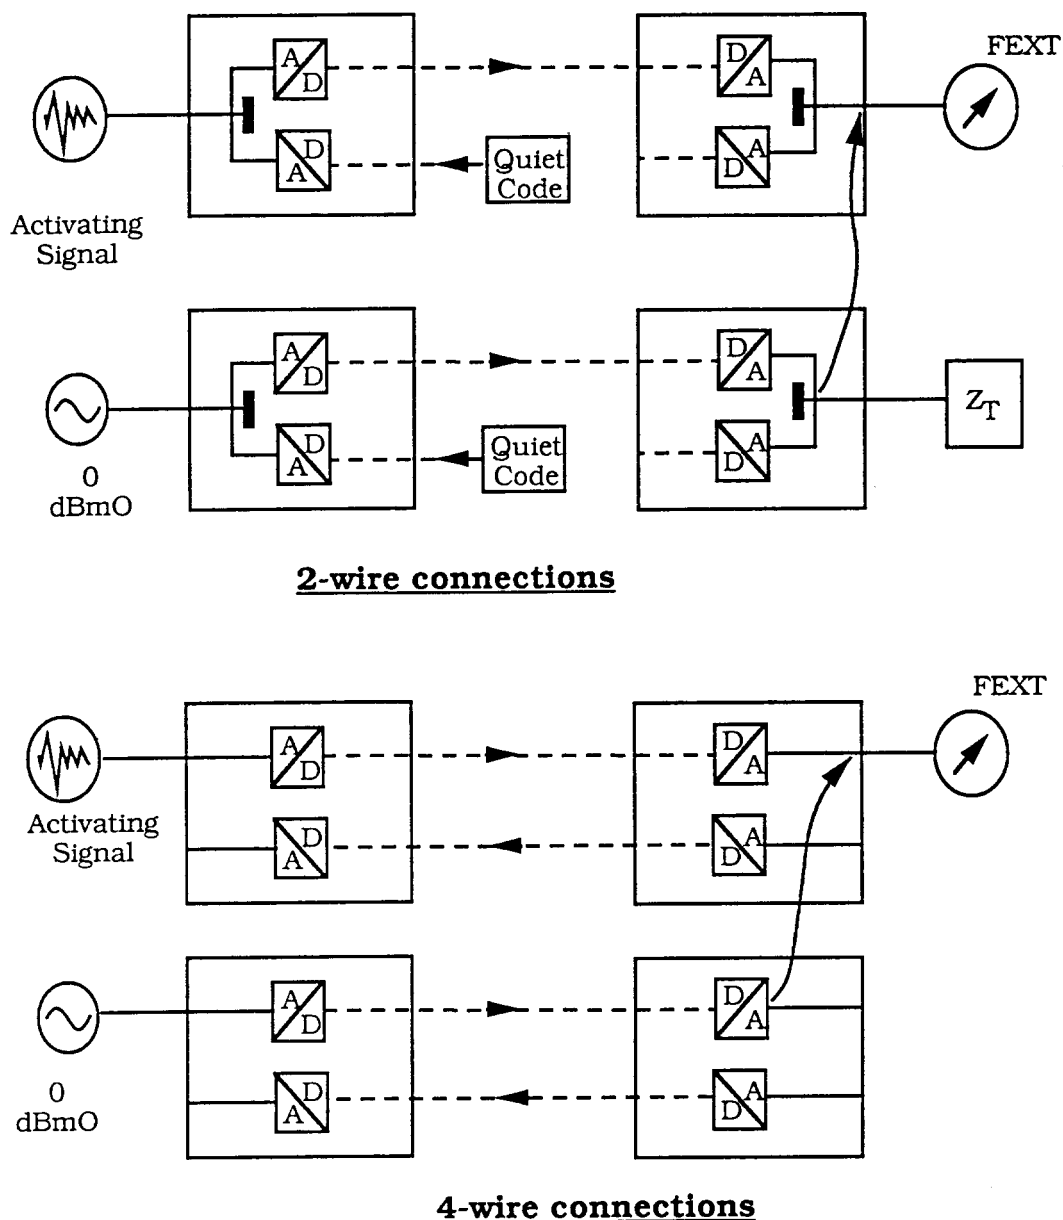 FEXT
A
D
D
A
D
A
Quiet
Code
A
D
Activating
Signal
A
D
D
A
Z_T
D
A
Quiet
Code
A
D
0
dBmO
2-wire connections
FEXT
A
D
D
A
Activating
Signal
D
A
A
D
A
D
D
A
0
dBmO
D
A
A
D
4-wire connections